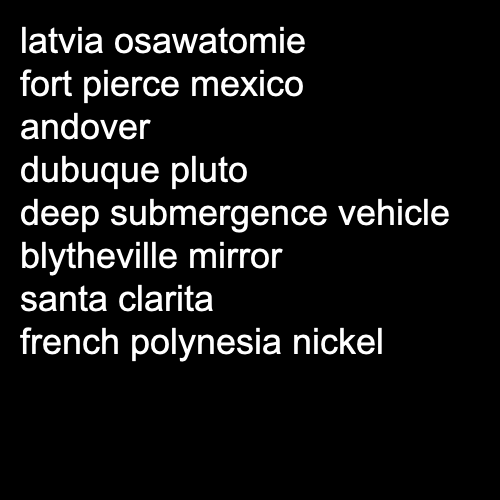 latvia osawatomie
fort pierce mexico
andover
dubuque pluto
deep submergence vehicle
blytheville mirror
santa clarita
french polynesia nickel